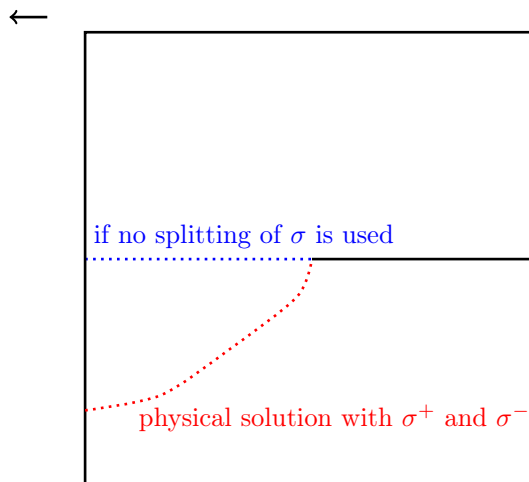 if no splitting of σ is used
physical solution with σ⁺ and σ⁻